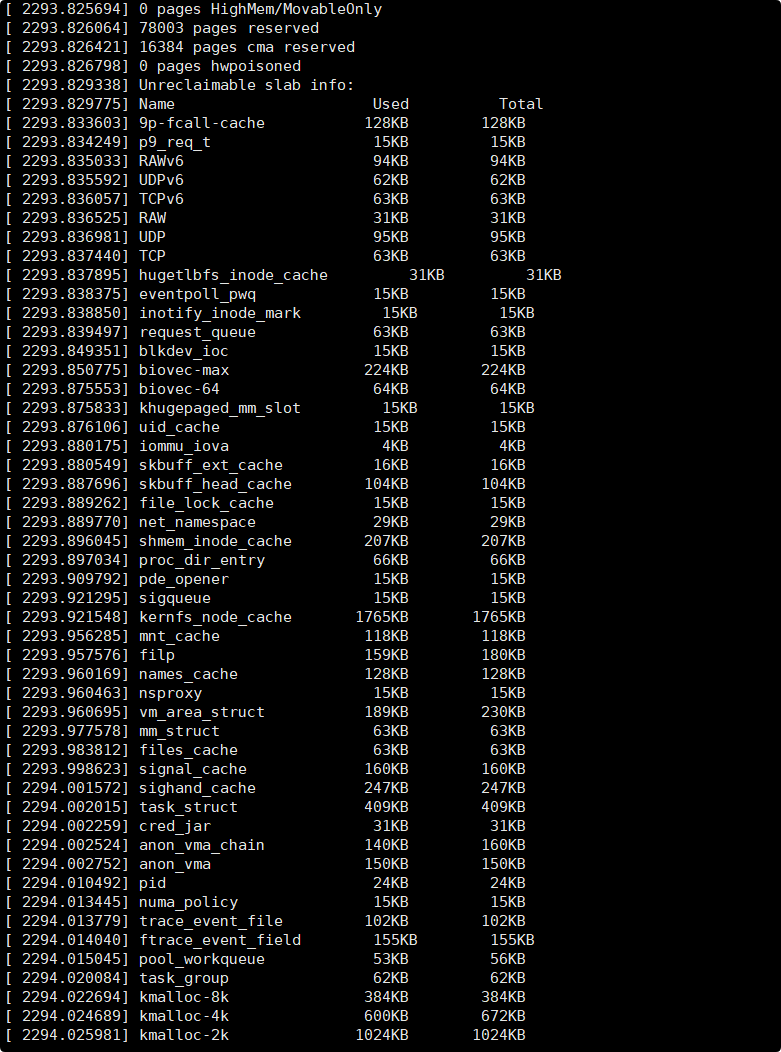 [ 2293.825694] 0 pages HighMem/MovableOnly
[ 2293.826064] 78003 pages reserved
[ 2293.826421] 16384 pages cma reserved
[ 2293.826798] 0 pages hwpoisoned
[ 2293.829338] Unreclaimable slab info:
[ 2293.829775] Name                      Used          Total
[ 2293.833603] 9p-fcall-cache           128KB        128KB
[ 2293.834249] p9_req_t                  15KB         15KB
[ 2293.835033] RAWv6                     94KB         94KB
[ 2293.835592] UDPv6                     62KB         62KB
[ 2293.836057] TCPv6                     63KB         63KB
[ 2293.836525] RAW                       31KB         31KB
[ 2293.836981] UDP                       95KB         95KB
[ 2293.837440] TCP                       63KB         63KB
[ 2293.837895] hugetlbfs_inode_cache         31KB         31KB
[ 2293.838375] eventpoll_pwq             15KB         15KB
[ 2293.838850] inotify_inode_mark         15KB         15KB
[ 2293.839497] request_queue             63KB         63KB
[ 2293.849351] blkdev_ioc                15KB         15KB
[ 2293.850775] biovec-max               224KB        224KB
[ 2293.875553] biovec-64                 64KB         64KB
[ 2293.875833] khugepaged_mm_slot         15KB         15KB
[ 2293.876106] uid_cache                 15KB         15KB
[ 2293.880175] iommu_iova                 4KB          4KB
[ 2293.880549] skbuff_ext_cache          16KB         16KB
[ 2293.887696] skbuff_head_cache        104KB        104KB
[ 2293.889262] file_lock_cache           15KB         15KB
[ 2293.889770] net_namespace             29KB         29KB
[ 2293.896045] shmem_inode_cache        207KB        207KB
[ 2293.897034] proc_dir_entry            66KB         66KB
[ 2293.909792] pde_opener                15KB         15KB
[ 2293.921295] sigqueue                  15KB         15KB
[ 2293.921548] kernfs_node_cache       1765KB       1765KB
[ 2293.956285] mnt_cache                118KB        118KB
[ 2293.957576] filp                     159KB        180KB
[ 2293.960169] names_cache              128KB        128KB
[ 2293.960463] nsproxy                   15KB         15KB
[ 2293.960695] vm_area_struct           189KB        230KB
[ 2293.977578] mm_struct                 63KB         63KB
[ 2293.983812] files_cache               63KB         63KB
[ 2293.998623] signal_cache             160KB        160KB
[ 2294.001572] sighand_cache            247KB        247KB
[ 2294.002015] task_struct              409KB        409KB
[ 2294.002259] cred_jar                  31KB         31KB
[ 2294.002524] anon_vma_chain           140KB        160KB
[ 2294.002752] anon_vma                 150KB        150KB
[ 2294.010492] pid                       24KB         24KB
[ 2294.013445] numa_policy               15KB         15KB
[ 2294.013779] trace_event_file         102KB        102KB
[ 2294.014040] ftrace_event_field        155KB        155KB
[ 2294.015045] pool_workqueue            53KB         56KB
[ 2294.020084] task_group                62KB         62KB
[ 2294.022694] kmalloc-8k               384KB        384KB
[ 2294.024689] kmalloc-4k               600KB        672KB
[ 2294.025981] kmalloc-2k              1024KB       1024KB